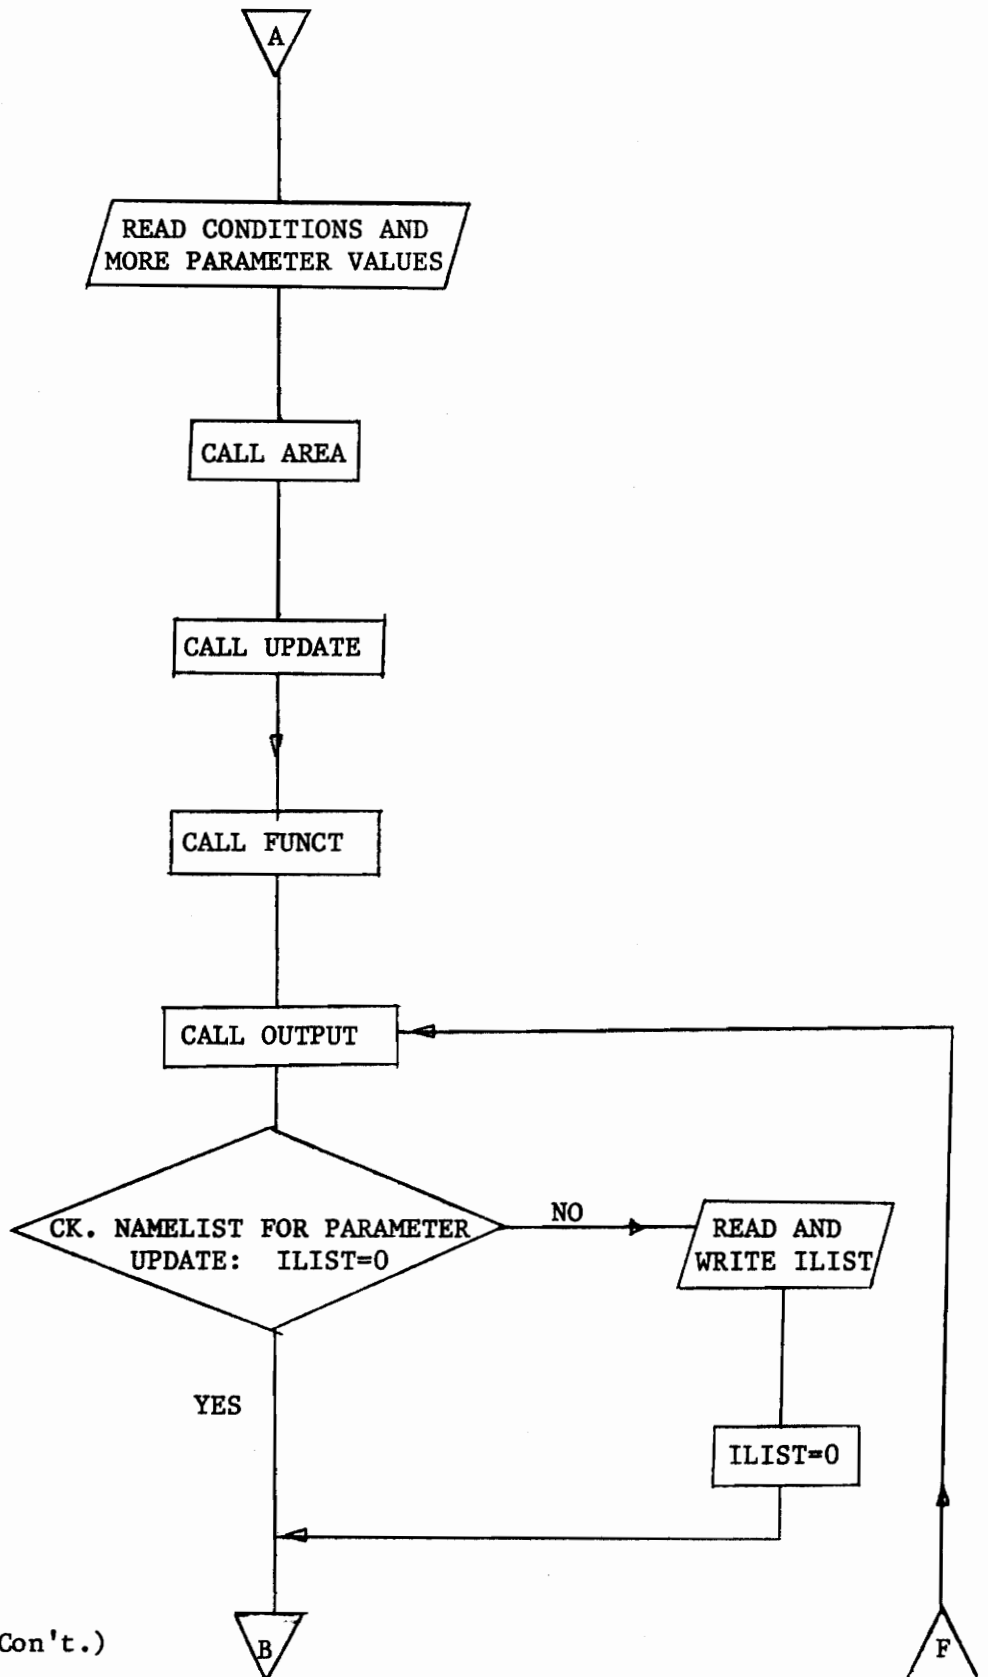 A
READ CONDITIONS AND
MORE PARAMETER VALUES
CALL AREA
CALL UPDATE
CALL FUNCT
CALL OUTPUT
CK. NAMELIST FOR PARAMETER
UPDATE: ILIST=0
NO
READ AND
WRITE ILIST
YES
ILIST=0
B
F
Con't.)